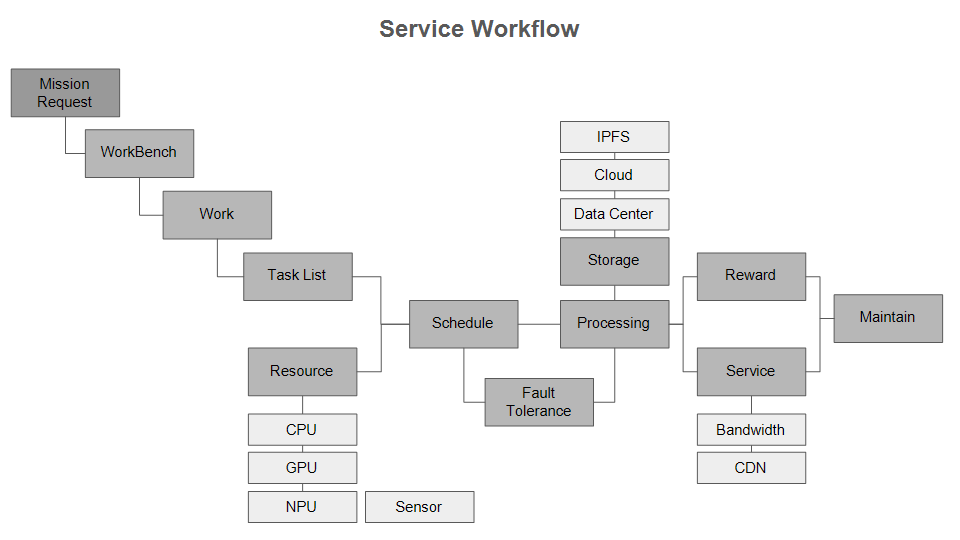 Service Workflow
Mission
Request
WorkBench
Work
Task List
Resource
CPU
GPU
NPU
Sensor
Schedule
Fault
Tolerance
IPFS
Cloud
Data Center
Storage
Processing
Reward
Service
Bandwidth
CDN
Maintain